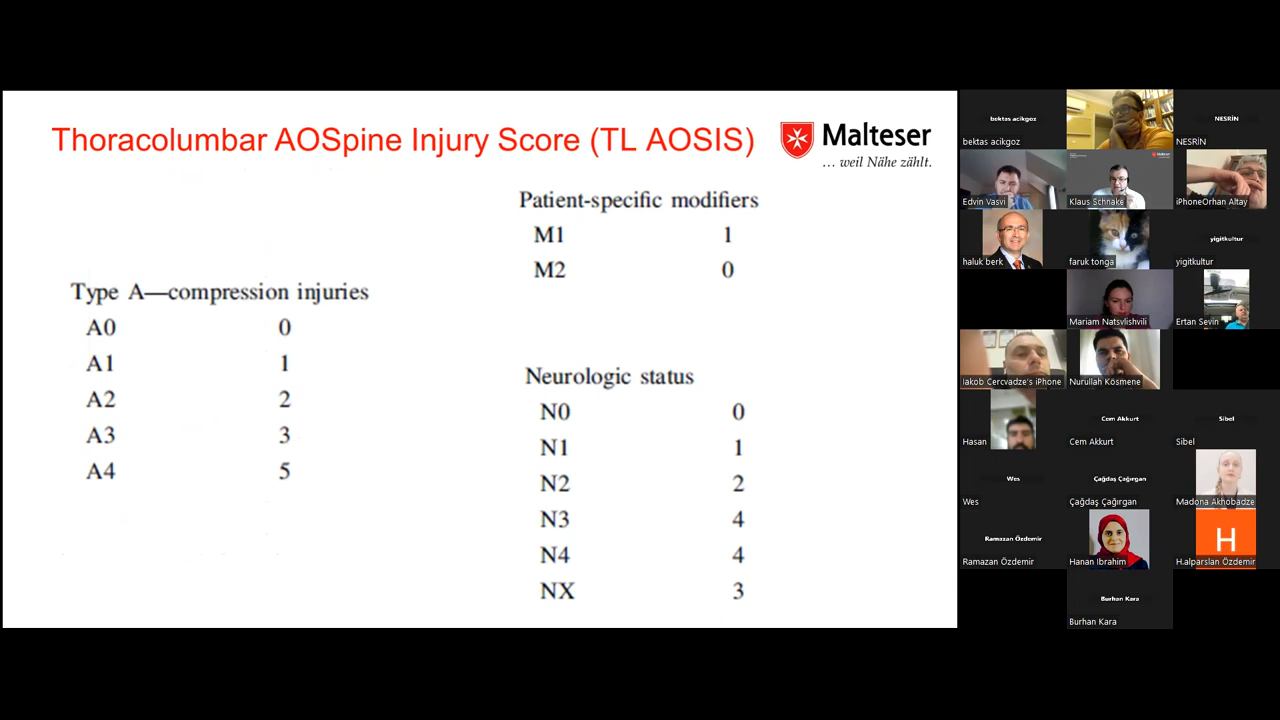 Thoracolumbar AOSpine Injury Score (TL AOSIS)
Malteser
... weil Nähe zählt.
Type A—compression injuries
A0 0
A1 1
A2 2
A3 3
A4 5
Patient-specific modifiers
M1 1
M2 0
Neurologic status
N0 0
N1 1
N2 2
N3 4
N4 4
NX 3
bektas acikgoz
bektas acikgoz
NESRİN
NESRİN
Edvin Vasvi
Klaus Schnake
iPhoneOrhan Altay
haluk berk
faruk tonga
yigitkultur
yigitkultur
Mariam Natsvlishvili
Ertan Sevin
Iakob Cercvadze's iPhone
Nurullah Kösmene
Hasan
Cem Akkurt
Cem Akkurt
Sibel
Sibel
Wes
Wes
Çağdaş Çağırgan
Çağdaş Çağırgan
Madona Akhobadze
Ramazan Özdemir
Ramazan Özdemir
Hanan Ibrahim
H
H.alparslan Özdemir
Burhan Kara
Burhan Kara